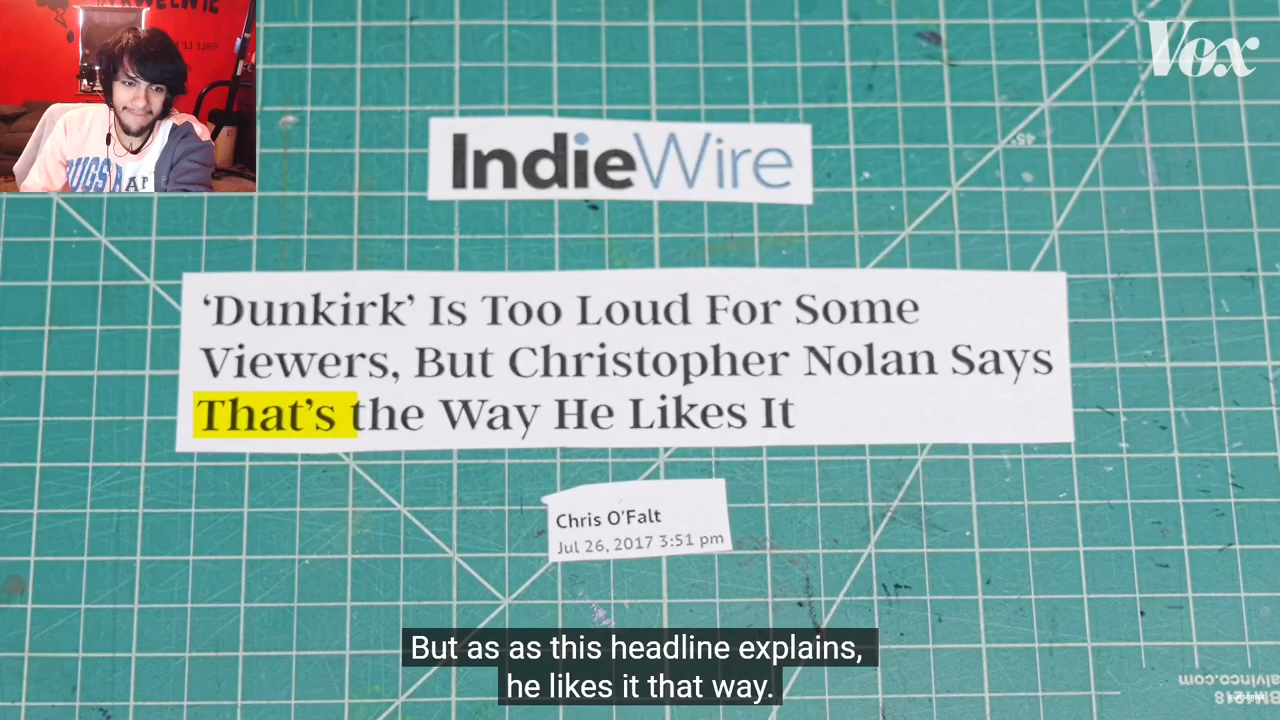 Vox
IndieWire
‘Dunkirk’ Is Too Loud For Some
Viewers, But Christopher Nolan Says
That’s the Way He Likes It
Chris O'Falt
Jul 26, 2017 3:51 pm
45°
But as as this headline explains,
he likes it that way.